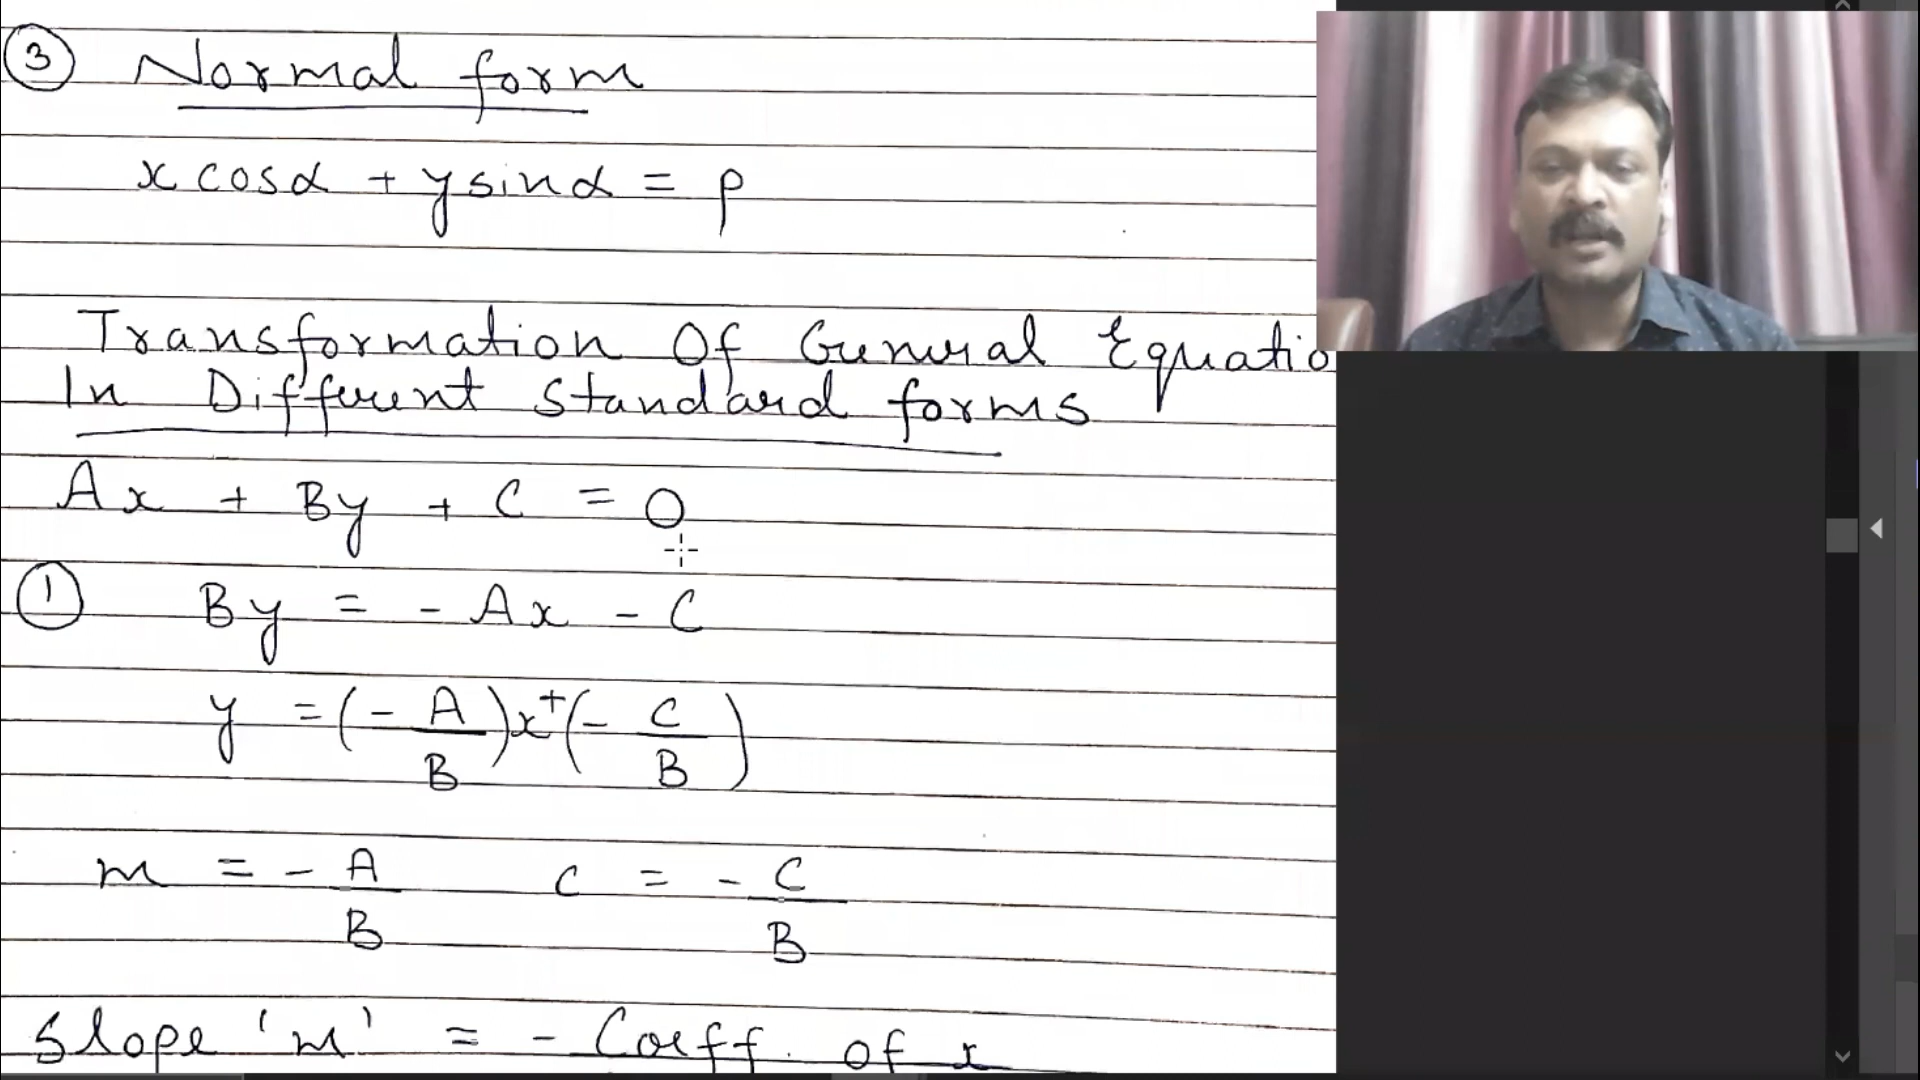 ③ Normal form
x cosα + y sinα = p
Transformation Of General Equatio
In Different Standard forms
Ax + By + C = 0
① By = - Ax - C
y = (- A/B)x + (- C/B)
m = - A/B c = - C/B
Slope 'm' = - Coeff. of x